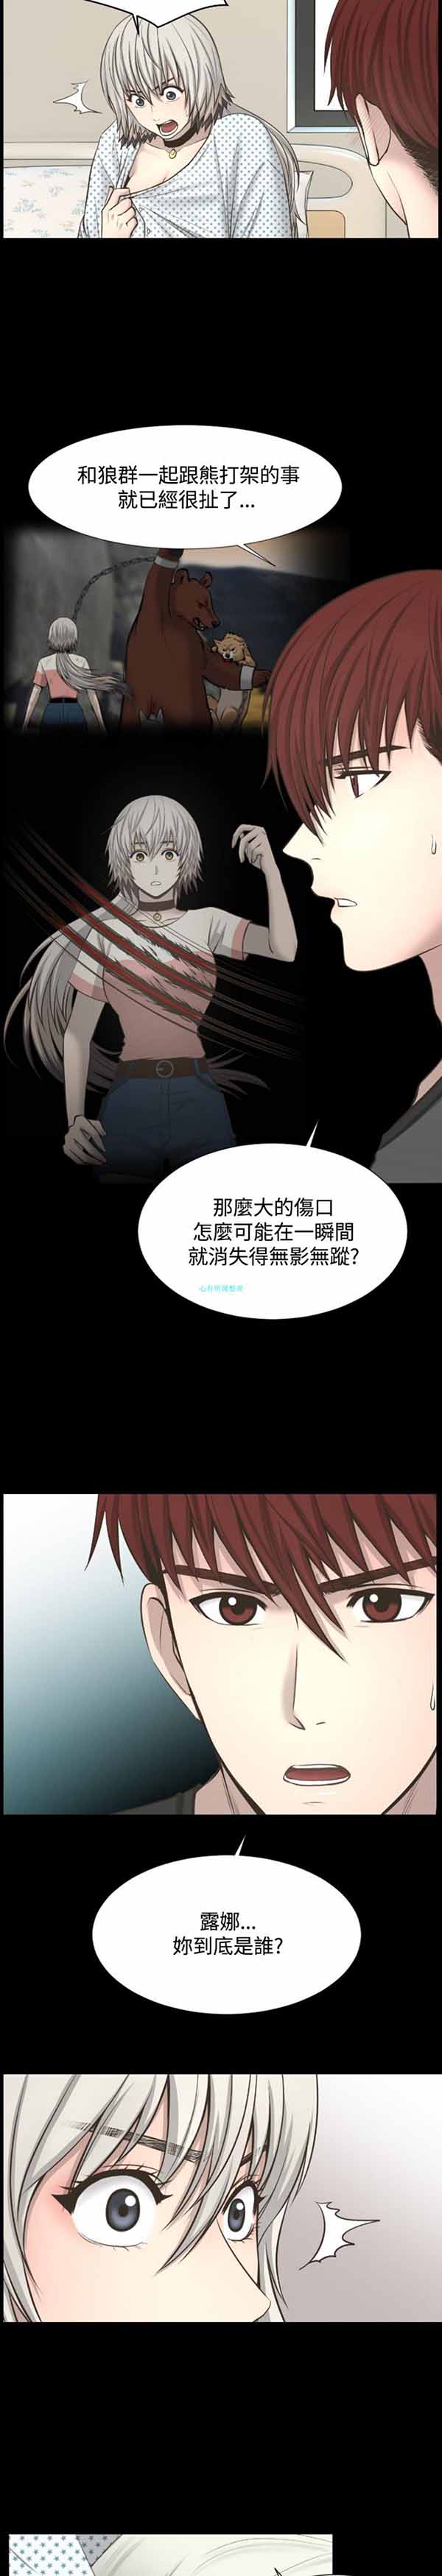 和狼群一起跟熊打架的事
就已經很扯了...
那麼大的傷口
怎麼可能在一瞬間
就消失得無影無蹤?
露娜...
妳到底是誰?